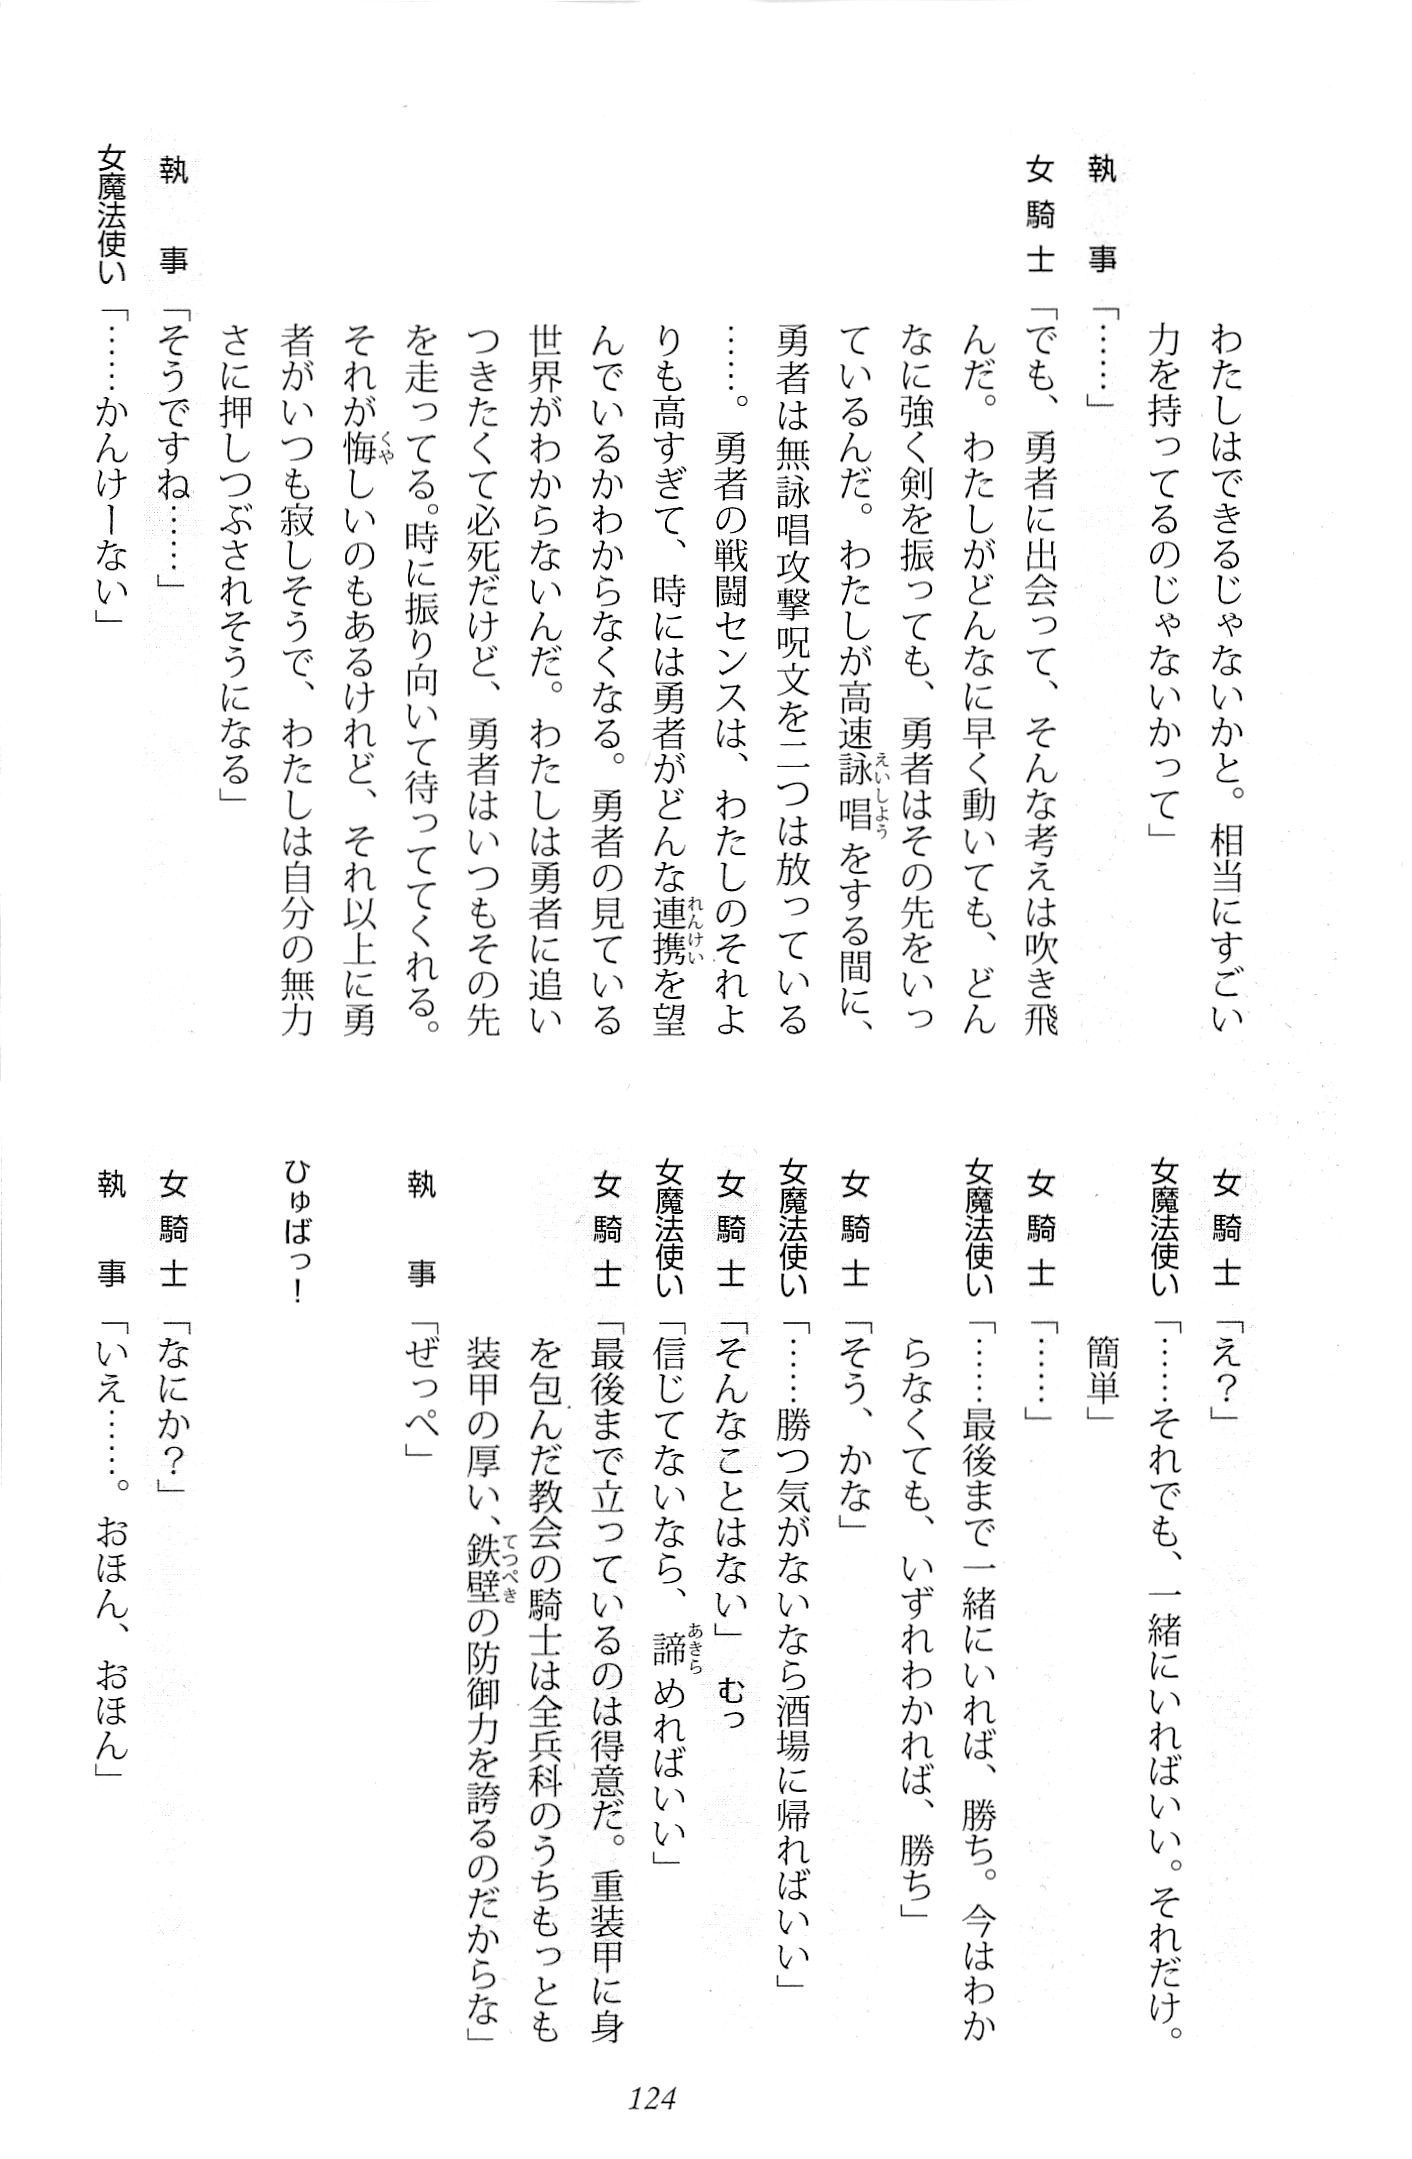 わたしはできるじゃないかと。相当にすごい
力を持ってるのじゃないかって」
執事「……」
女騎士「でも、勇者に出会って、そんな考えは吹き飛
んだ。わたしがどんなに早く動いても、どん
なに強く剣を振っても、勇者はその先をいっ
ているんだ。わたしが高速詠唱をする間に、
勇者は無詠唱攻撃呪文を二つは放っている
……。勇者の戦闘センスは、わたしのそれよ
りも高すぎて、時には勇者がどんな連携を望
んでいるかわからなくなる。勇者の見ている
世界がわからないんだ。わたしは勇者に追い
つきたくて必死だけど、勇者はいつもその先
を走ってる。時に振り向いて待っててくれる。
それが悔しいのもあるけれど、それ以上に勇
者がいつも寂しそうで、わたしは自分の無力
さに押しつぶされそうになる」
執事「そうですね……」
女魔法使い「……かんけーない」
女騎士「え？」
女魔法使い「……それでも、一緒にいればいい。それだけ。
簡単」
女騎士「……」
女魔法使い「……最後まで一緒にいれば、勝ち。今はわか
らなくても、いずれわかれば、勝ち」
女騎士「そう、かな」
女魔法使い「……勝つ気がないなら酒場に帰ればいい」
女騎士「そんなことはない」むっ
女魔法使い「信じてないなら、諦めればいい」
女騎士「最後まで立っているのは得意だ。重装甲に身
を包んだ教会の騎士は全兵科のうちもっとも
装甲の厚い、鉄壁の防御力を誇るのだからな」
執事「ぜっぺ」
ひゅばっ！
女騎士「なにか？」
執事「いえ……。おほん、おほん」
124